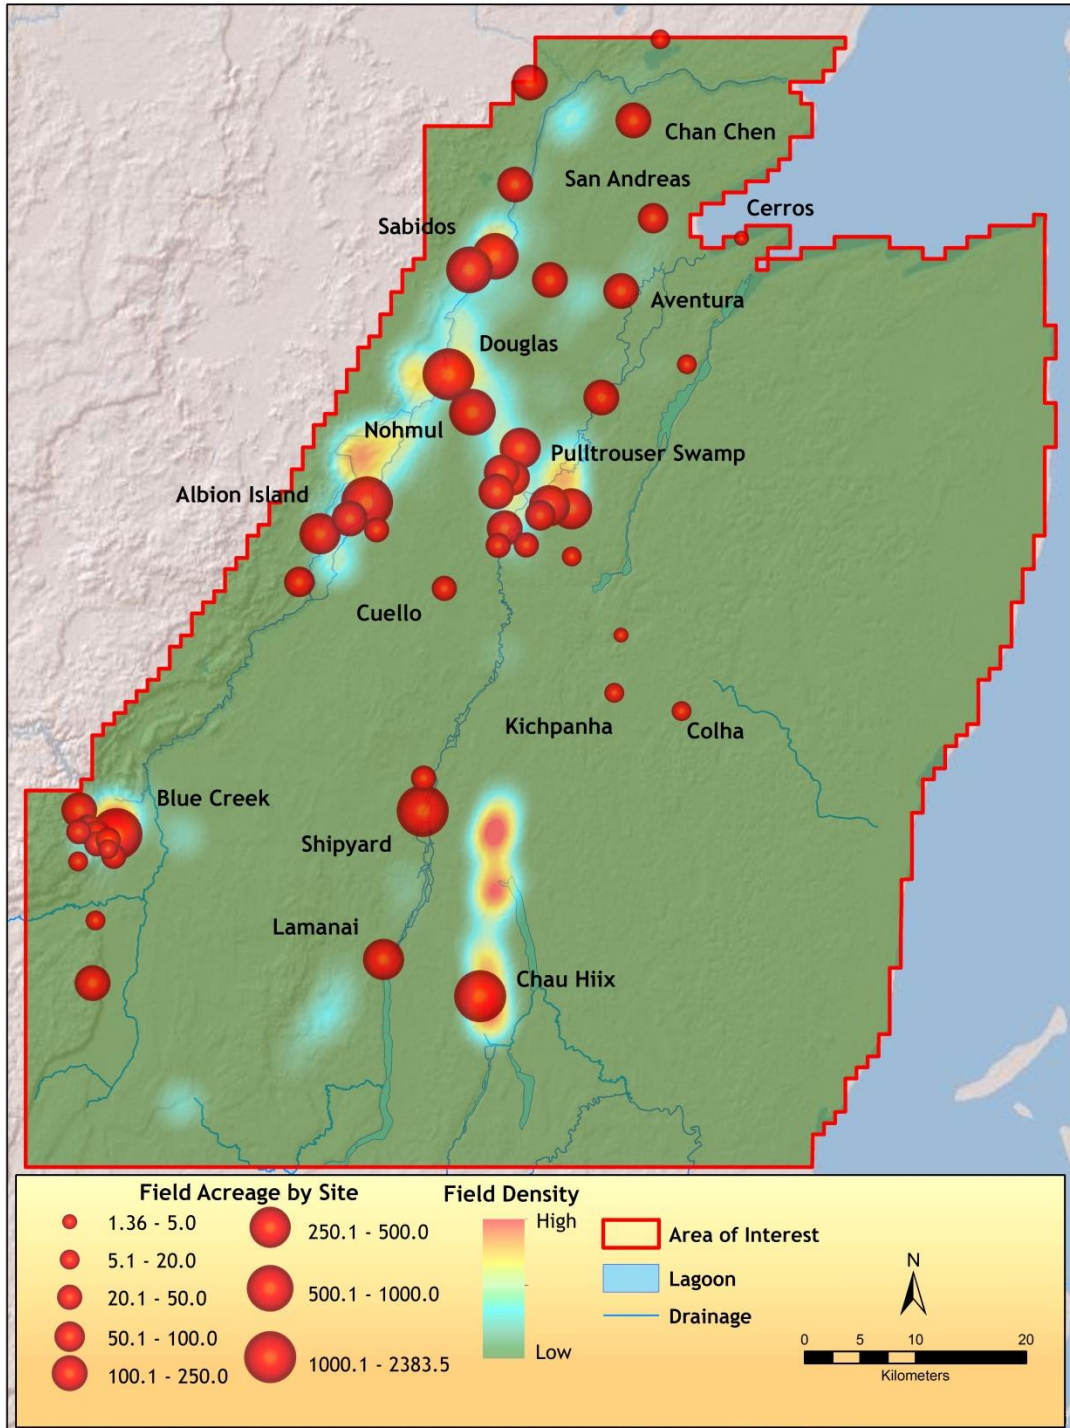 Chan Chen
San Andreas
Cerros
Sabidos
Aventura
Douglas
Nohmul
Pulltrouser Swamp
Albion Island
Cuello
Kichpanha
Colha
Blue Creek
Shipyard
Lamanai
Chau Hiix
Field Acreage by Site
1.36 - 5.0
5.1 - 20.0
20.1 - 50.0
50.1 - 100.0
100.1 - 250.0
250.1 - 500.0
500.1 - 1000.0
1000.1 - 2383.5
Field Density
High
Low
Area of Interest
Lagoon
Drainage
N
0 5 10 20
Kilometers